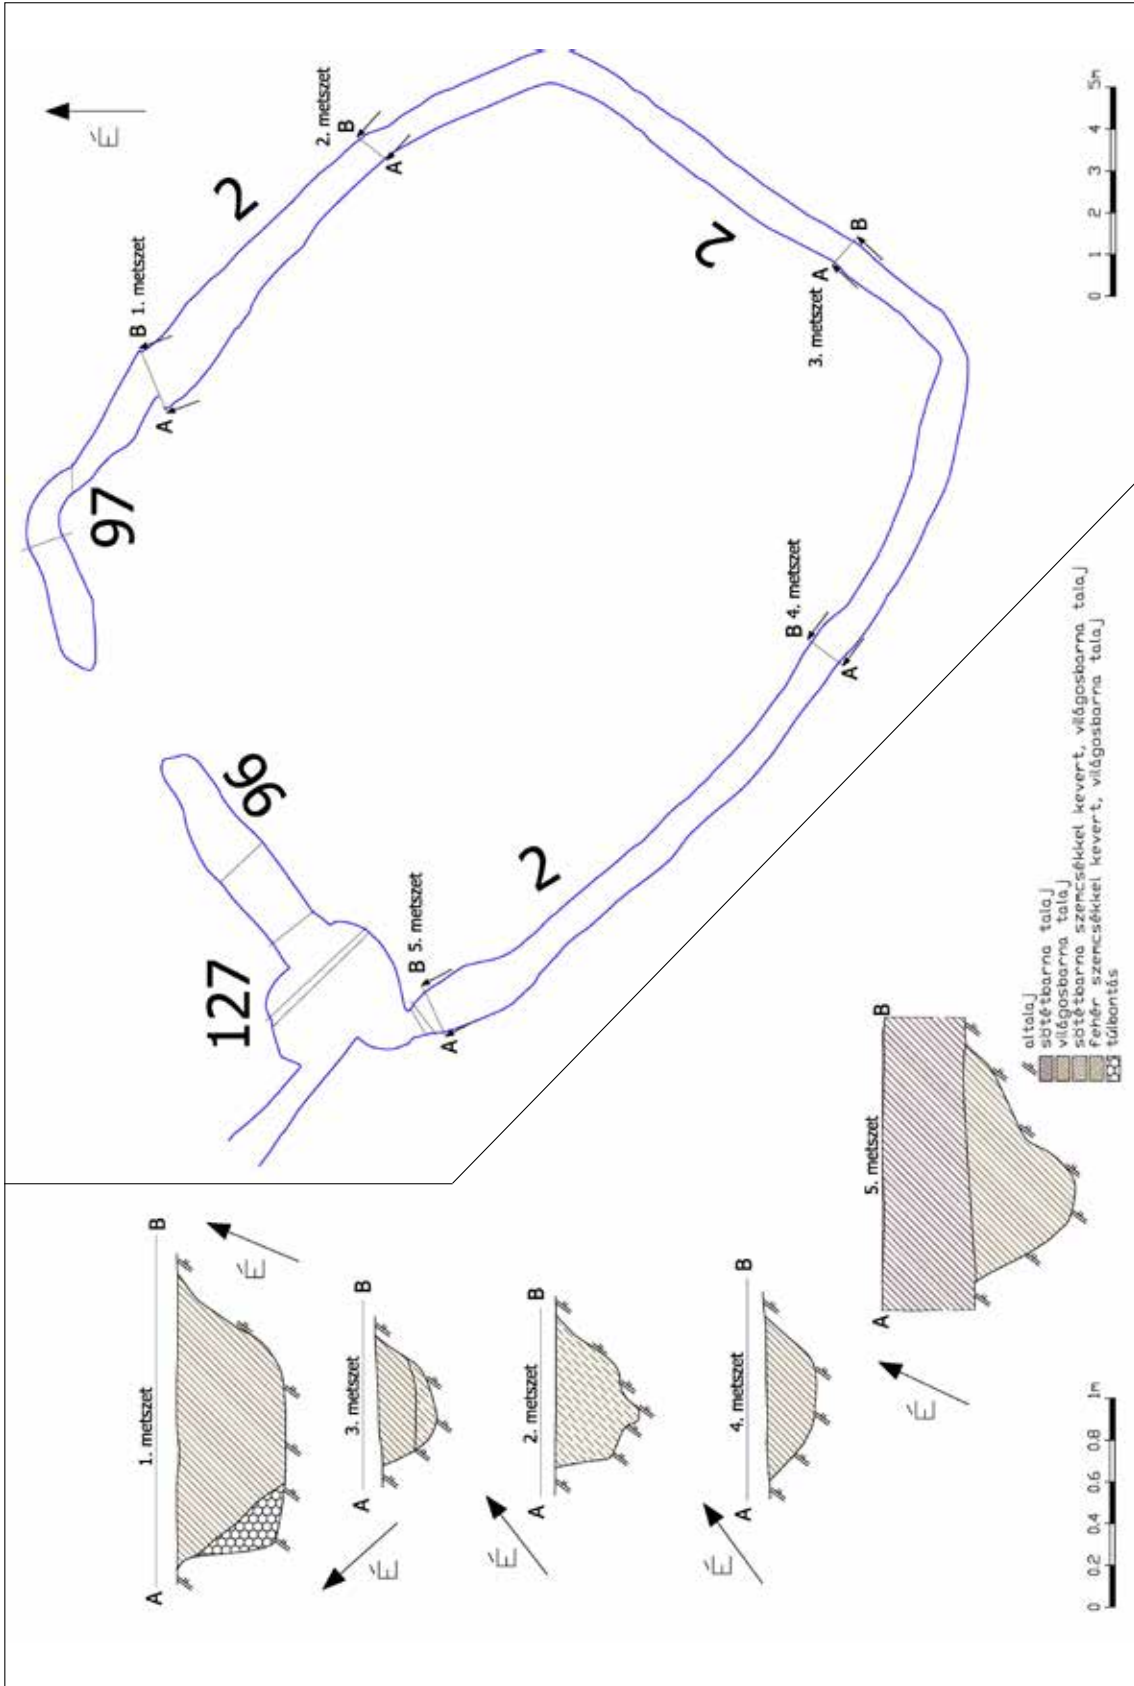 É
2. metszet
B
A
2
B 1. metszet
A
97
2
B
A
3. metszet
B 4. metszet
A
96
2
127
B 5. metszet
A
0 1 2 3 4 5m
altalaj
sötétbarna talaj
világosbarna talaj
sötétbarna szemcsékkel kevert, világosbarna talaj
fehér szemcsékkel kevert, világosbarna talaj
túlbontás
1. metszet
A
B
É
3. metszet
A
B
É
2. metszet
A
B
É
4. metszet
A
B
É
5. metszet
A
B
É
0 0.2 0.4 0.6 0.8 1m